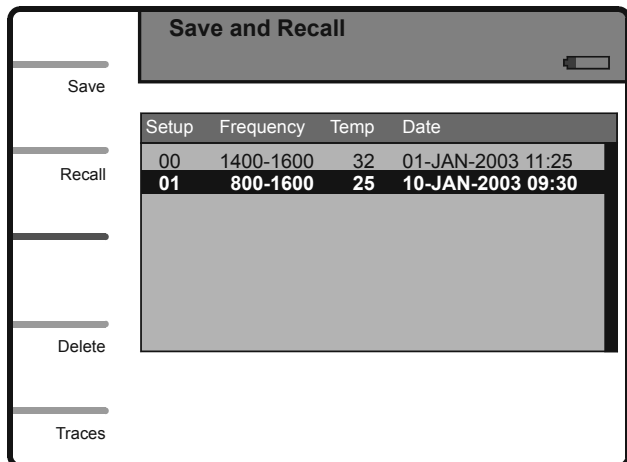 Save and Recall
Save
Recall
Delete
Traces
Setup Frequency Temp Date
00 1400-1600 32 01-JAN-2003 11:25
01 800-1600 25 10-JAN-2003 09:30